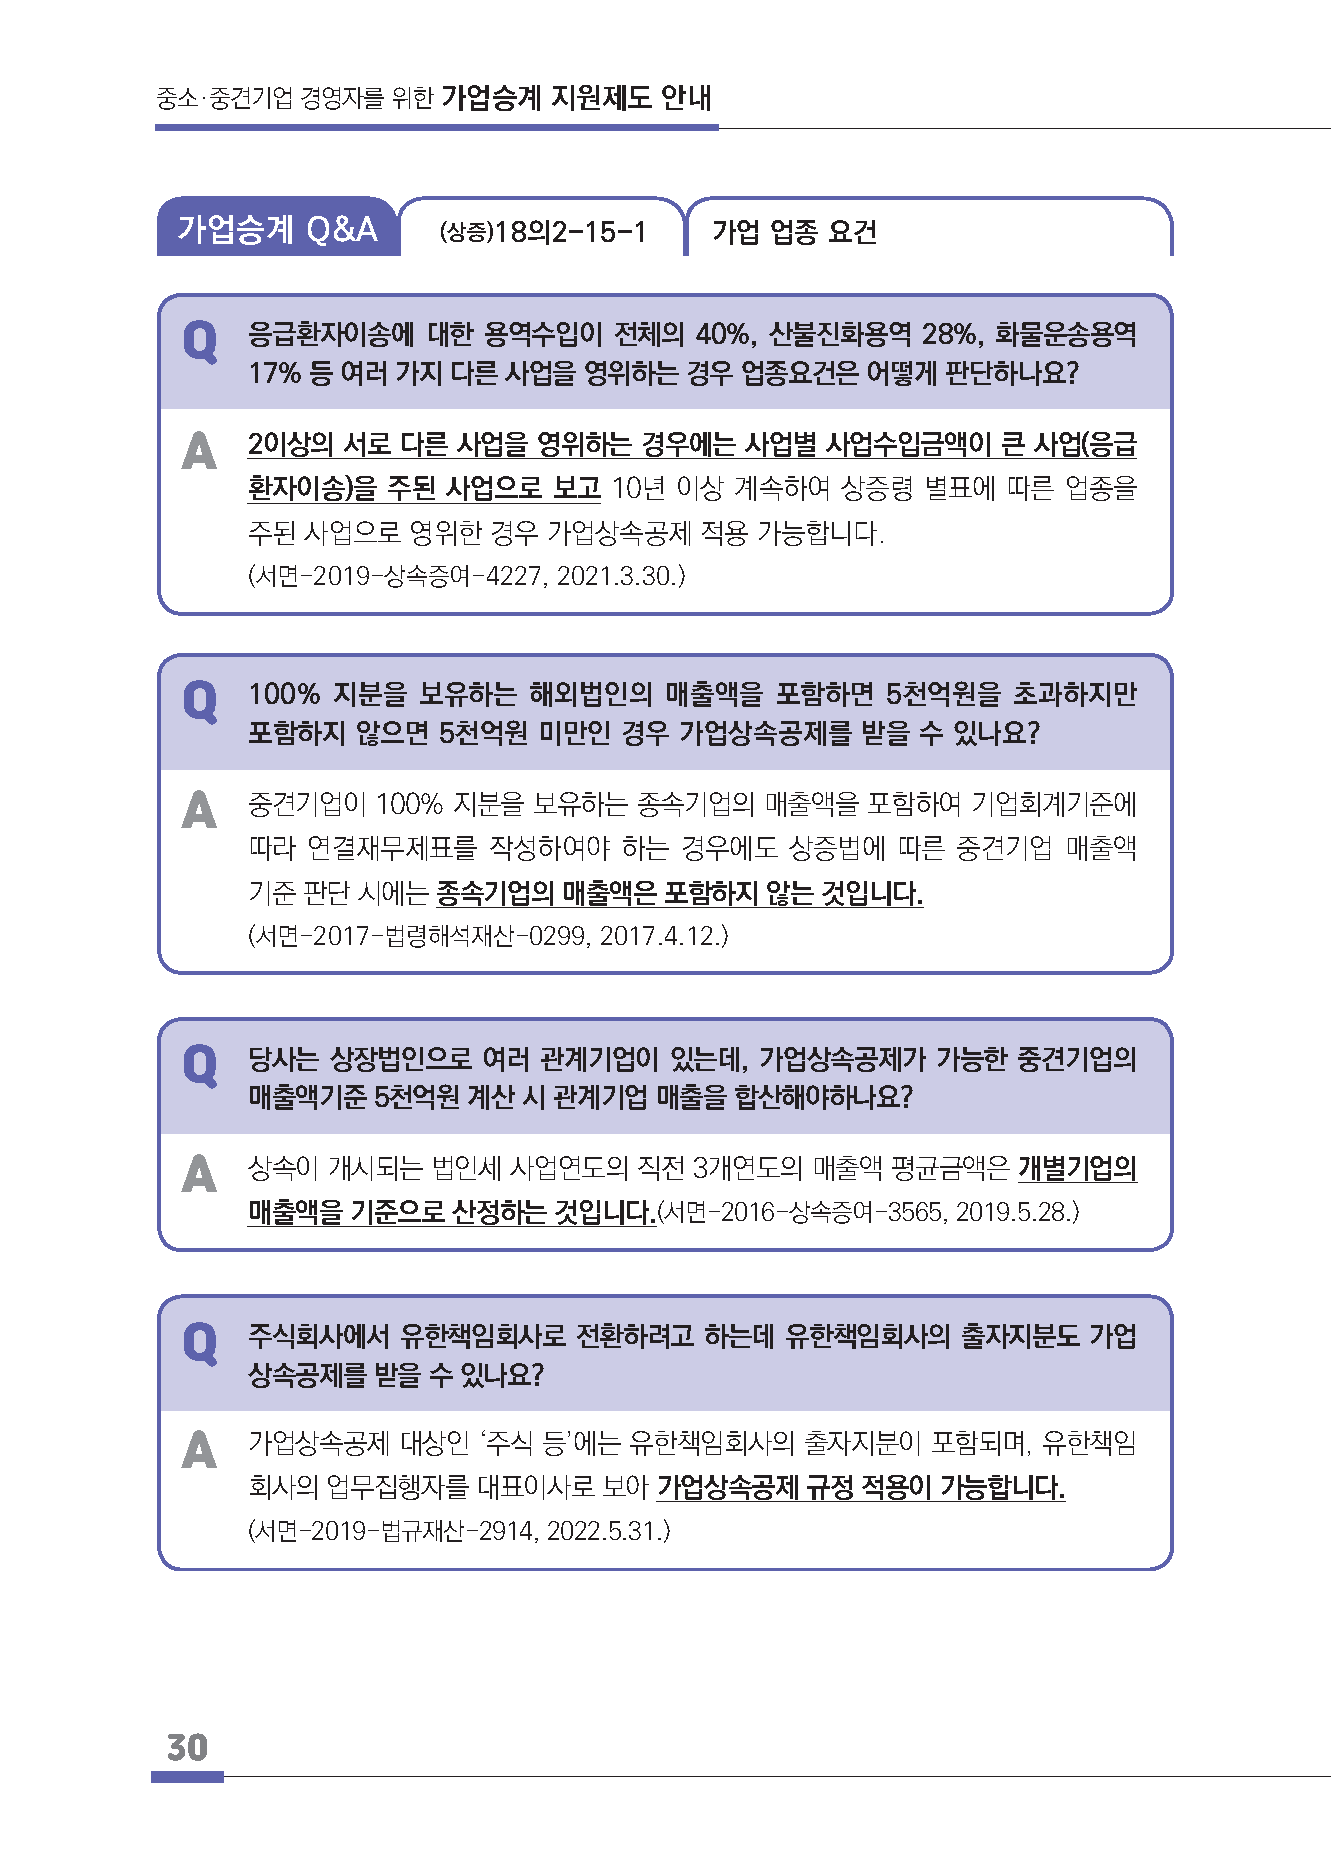 중소·중견기업 경영자를 위한 가업승계 지원제도 안내
가업승계 Q&A (상증)18의2-15-1 가업 업종 요건
Q 응급환자이송에 대한 용역수입이 전체의 40%, 산불진화용역 28%, 화물운송용역
17% 등 여러 가지 다른 사업을 영위하는 경우 업종요건은 어떻게 판단하나요?
A 2이상의 서로 다른 사업을 영위하는 경우에는 사업별 사업수입금액이 큰 사업(응급
환자이송)을 주된 사업으로 보고 10년 이상 계속하여 상증령 별표에 따른 업종을
주된 사업으로 영위한 경우 가업상속공제 적용 가능합니다.
(서면-2019-상속증여-4227, 2021.3.30.)
Q 100% 지분을 보유하는 해외법인의 매출액을 포함하면 5천억원을 초과하지만
포함하지 않으면 5천억원 미만인 경우 가업상속공제를 받을 수 있나요?
A 중견기업이 100% 지분을 보유하는 종속기업의 매출액을 포함하여 기업회계기준에
따라 연결재무제표를 작성하여야 하는 경우에도 상증법에 따른 중견기업 매출액
기준 판단 시에는 종속기업의 매출액은 포함하지 않는 것입니다.
(서면-2017-법령해석재산-0299, 2017.4.12.)
Q 당사는 상장법인으로 여러 관계기업이 있는데, 가업상속공제가 가능한 중견기업의
매출액기준 5천억원 계산 시 관계기업 매출을 합산해야하나요?
A 상속이 개시되는 법인세 사업연도의 직전 3개연도의 매출액 평균금액은 개별기업의
매출액을 기준으로 산정하는 것입니다.(서면-2016-상속증여-3565, 2019.5.28.)
Q 주식회사에서 유한책임회사로 전환하려고 하는데 유한책임회사의 출자지분도 가업
상속공제를 받을 수 있나요?
A 가업상속공제 대상인 ‘주식 등’에는 유한책임회사의 출자지분이 포함되며, 유한책임
회사의 업무집행자를 대표이사로 보아 가업상속공제 규정 적용이 가능합니다.
(서면-2019-법규재산-2914, 2022.5.31.)
30